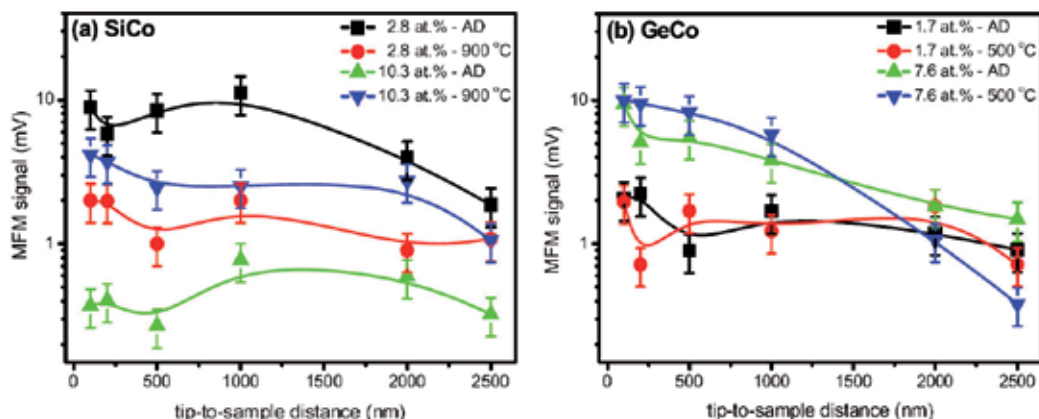 (a) SiCo
2.8 at.% - AD
2.8 at.% - 900 °C
10.3 at.% - AD
10.3 at.% - 900 °C
10
1
MFM signal (mV)
0 500 1000 1500 2000 2500
tip-to-sample distance (nm)
(b) GeCo
1.7 at.% - AD
1.7 at.% - 500 °C
7.6 at.% - AD
7.6 at.% - 500 °C
10
1
MFM signal (mV)
0 500 1000 1500 2000 2500
tip-to-sample distance (nm)